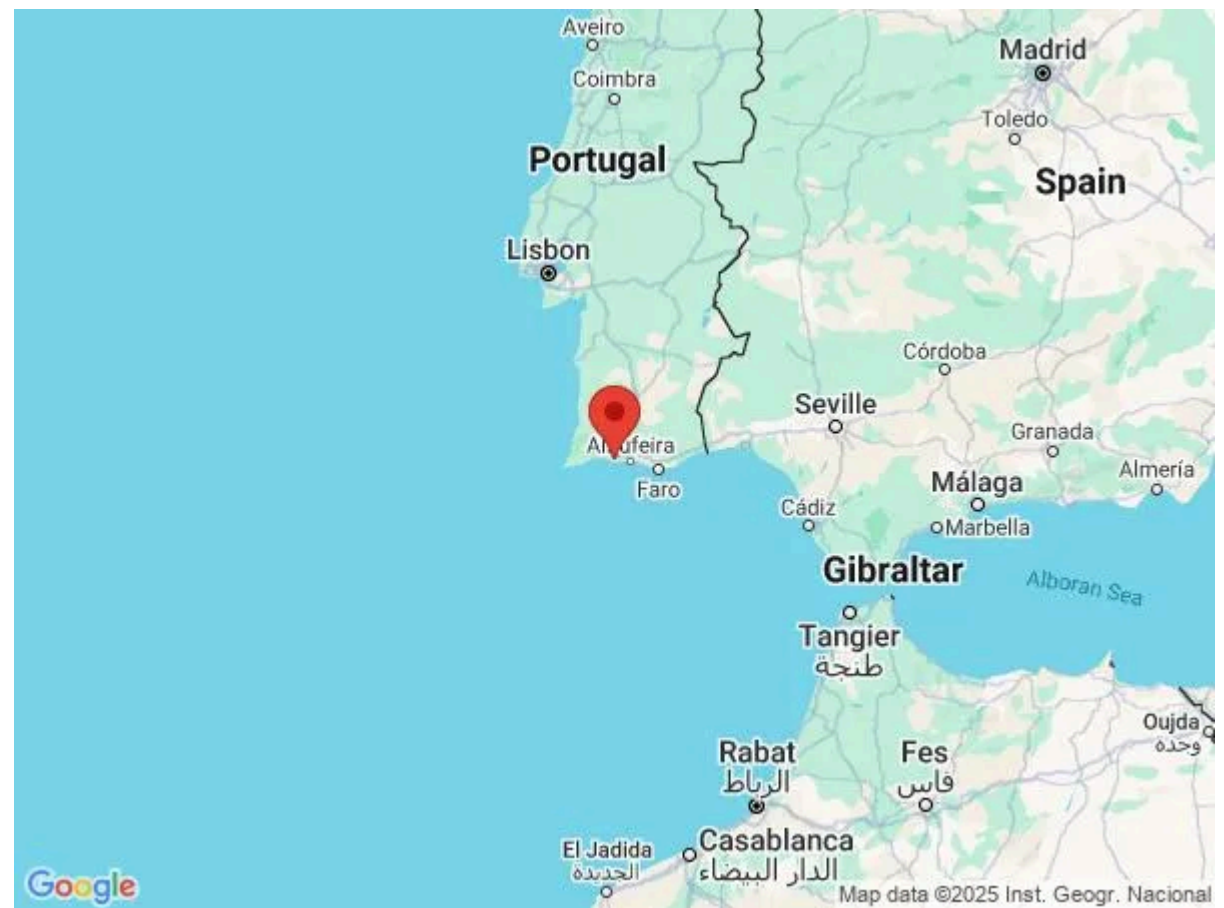 Aveiro
Madrid
Coimbra
Toledo
Portugal
Spain
Lisbon
Córdoba
Seville
Granada
Albufeira
Almería
Málaga
Faro
Cádiz
Marbella
Gibraltar
Alboran Sea
Tangier
طنجة
Oujda
وجدة
Rabat
الرباط
Fes
فاس
Casablanca
الدار البيضاء
El Jadida
الجديدة
Google
Map data ©2025 Inst. Geogr. Nacional